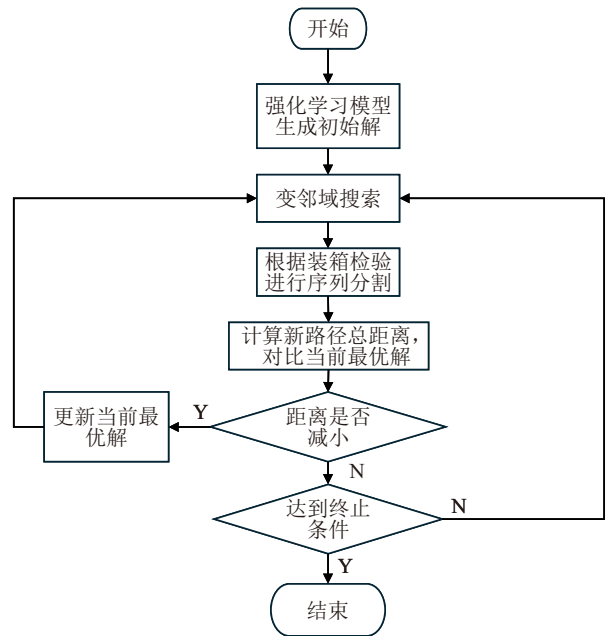 开始
强化学习模型
生成初始解
变邻域搜索
根据装箱检验
进行序列分割
计算新路径总距离,
对比当前最优解
距离是否
减小
Y
更新当前最
优解
N
达到终止
条件
N
Y
结束